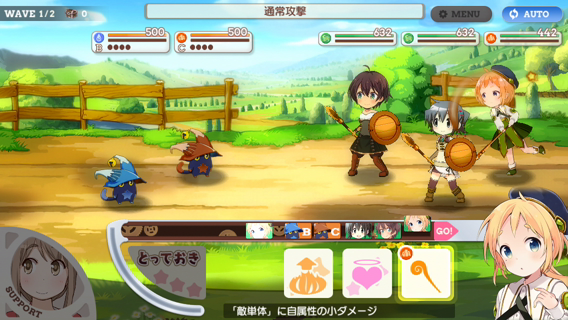 WAVE 1/2 0
通常攻撃
MENU
AUTO
500
B
500
C
632
632
442
B C GO!
とっておき
SUPPORT
「敵単体」に自属性の小ダメージ